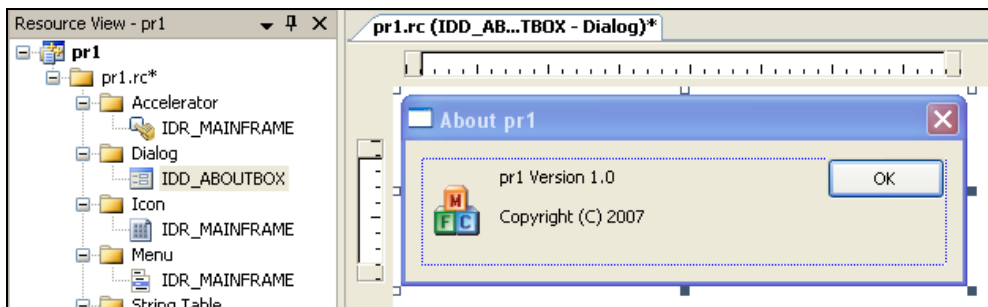 Resource View - pr1
pr1
pr1.rc*
Accelerator
IDR_MAINFRAME
Dialog
IDD_ABOUTBOX
Icon
IDR_MAINFRAME
Menu
IDR_MAINFRAME
String Table
pr1.rc (IDD_AB...TBOX - Dialog)*
About pr1
pr1 Version 1.0
OK
M
F C
Copyright (C) 2007